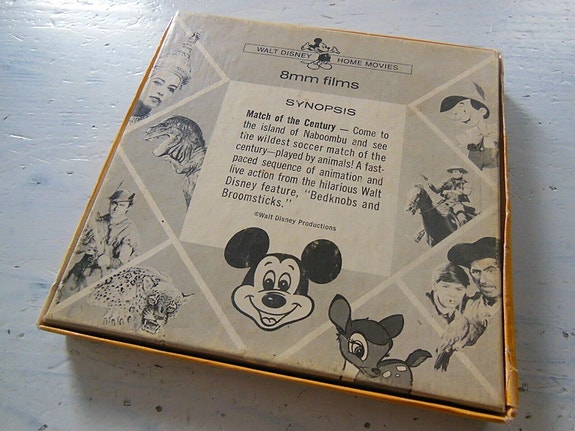 WALT DISNEY HOME MOVIES
8mm films
SYNOPSIS
Match of the Century — Come to
the island of Naboombu and see
the wildest soccer match of the
century—played by animals! A fast-
paced sequence of animation and
live action from the hilarious Walt
Disney feature, "Bedknobs and
Broomsticks."
©Walt Disney Productions